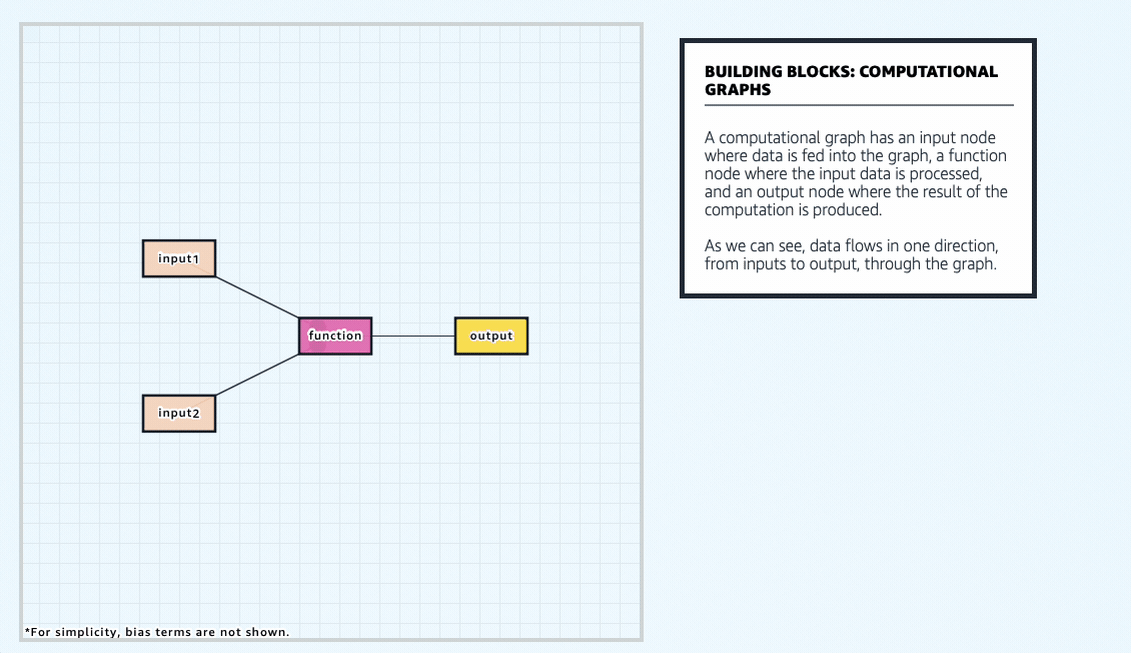 input1
function
output
input2
*For simplicity, bias terms are not shown.
BUILDING BLOCKS: COMPUTATIONAL
GRAPHS
A computational graph has an input node
where data is fed into the graph, a function
node where the input data is processed,
and an output node where the result of the
computation is produced.
As we can see, data flows in one direction,
from inputs to output, through the graph.